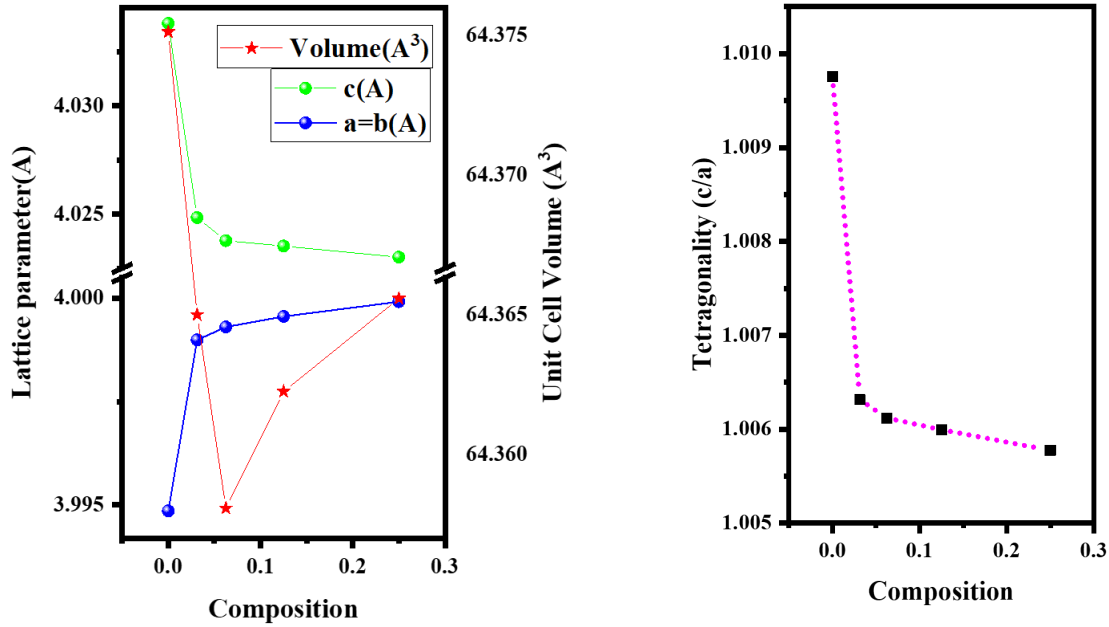 Lattice parameter(A)
4.030
4.025
4.000
3.995
Volume(A³)
c(A)
a=b(A)
64.375
64.370
64.365
64.360
Unit Cell Volume (A³)
0.0 0.1 0.2 0.3
Composition
Tetragonality (c/a)
1.010
1.009
1.008
1.007
1.006
1.005
0.0 0.1 0.2 0.3
Composition